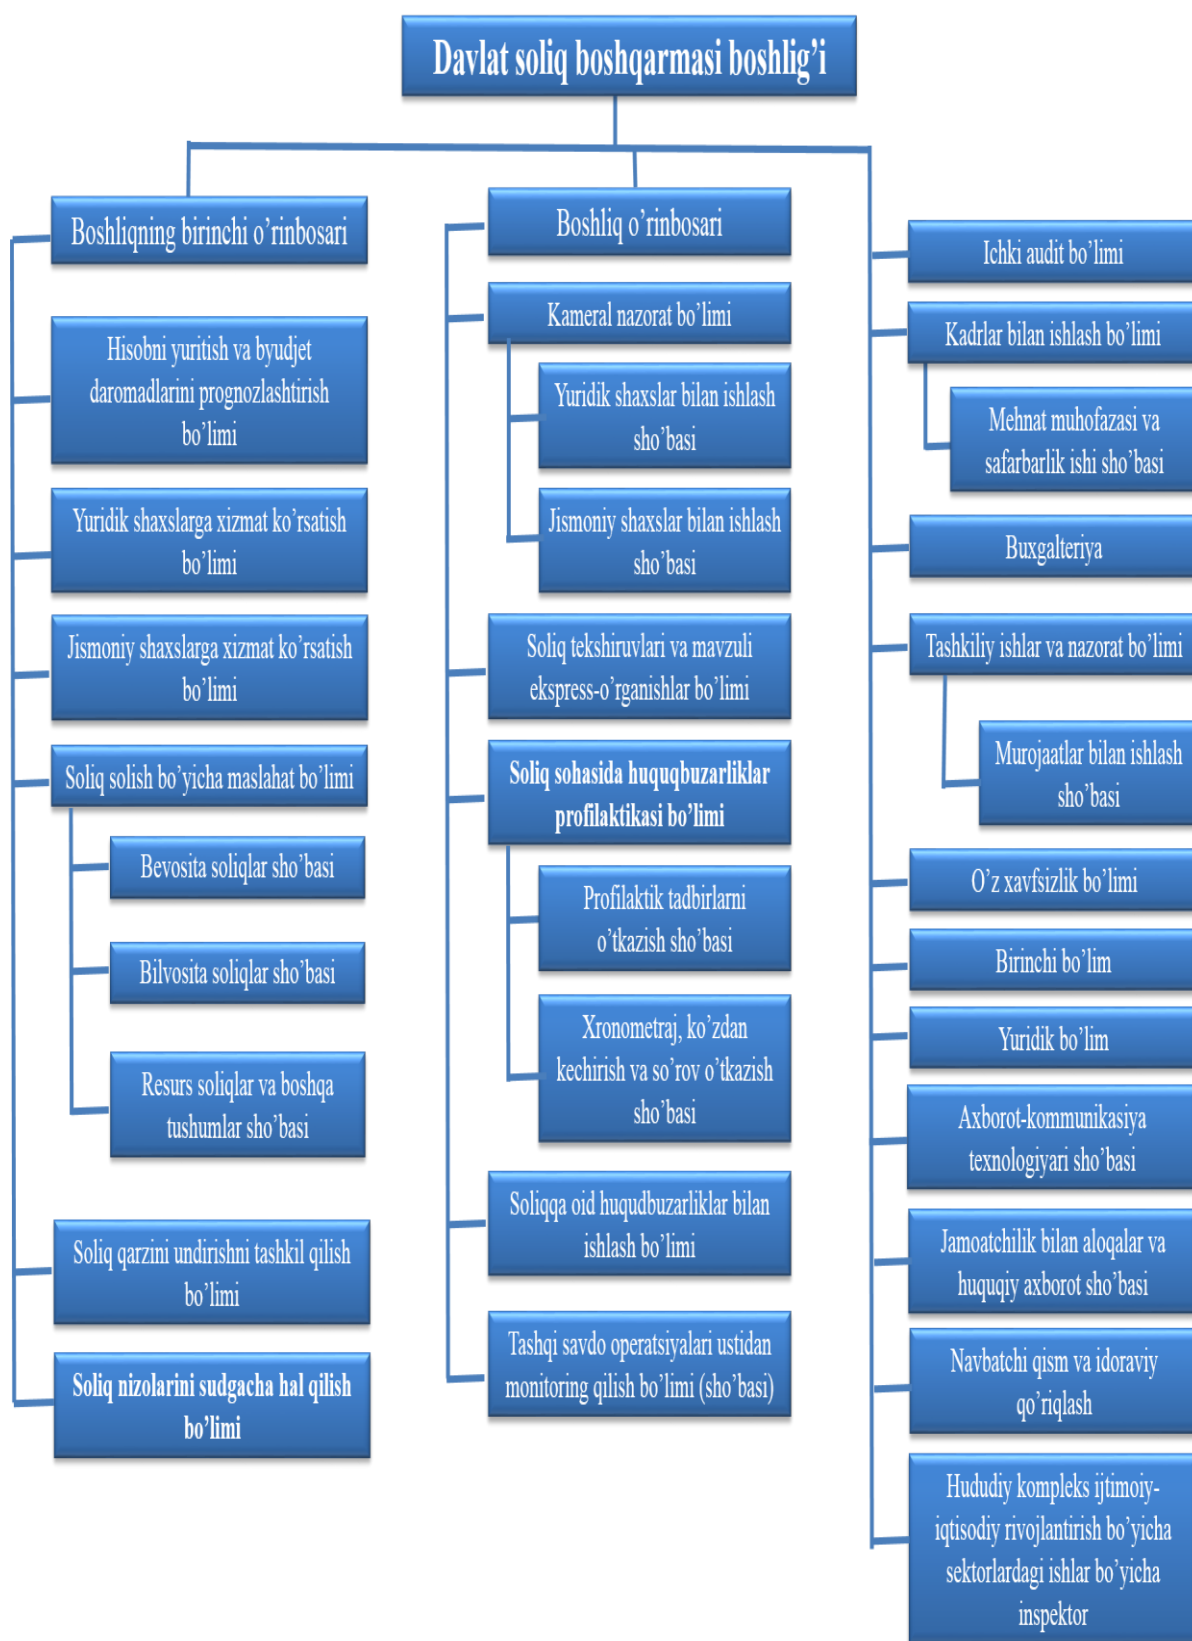 Davlat soliq boshqarmasi boshlig’i
Boshliqning birinchi o’rinbosari
Hisobni yuritish va byudjet
daromadlarini prognozlashtirish
bo’limi
Yuridik shaxslarga xizmat ko’rsatish
bo’limi
Jismoniy shaxslarga xizmat ko’rsatish
bo’limi
Soliq solish bo’yicha maslahat bo’limi
Bevosita soliqlar sho’basi
Bilvosita soliqlar sho’basi
Resurs soliqlar va boshqa
tushumlar sho’basi
Soliq qarzini undirishni tashkil qilish
bo’limi
Soliq nizolarini sudgacha hal qilish
bo’limi
Boshliq o’rinbosari
Kameral nazorat bo’limi
Yuridik shaxslar bilan ishlash
sho’basi
Jismoniy shaxslar bilan ishlash
sho’basi
Soliq tekshiruvlari va mavzuli
ekspress-o’rganishlar bo’limi
Soliq sohasida huquqbuzarliklar
profilaktikasi bo’limi
Profilaktik tadbirlarni
o’tkazish sho’basi
Xronometraj, ko’zdan
kechirish va so’rov o’tkazish
sho’basi
Soliqqa oid huqudbuzarliklar bilan
ishlash bo’limi
Tashqi savdo operatsiyalari ustidan
monitoring qilish bo’limi (sho’basi)
Ichki audit bo’limi
Kadrlar bilan ishlash bo’limi
Mehnat muhofazasi va
safarbarlik ishi sho’basi
Buxgalteriya
Tashkiliy ishlar va nazorat bo’limi
Murojaatlar bilan ishlash
sho’basi
O’z xavfsizlik bo’limi
Birinchi bo’lim
Yuridik bo’lim
Axborot-kommunikasiya
texnologiyari sho’basi
Jamoatchilik bilan aloqalar va
huquqiy axborot sho’basi
Navbatchi qism va idoraviy
qo’riqlash
Hududiy kompleks ijtimoiy-
iqtisodiy rivojlantirish bo’yicha
sektorlardagi ishlar bo’yicha
inspektor